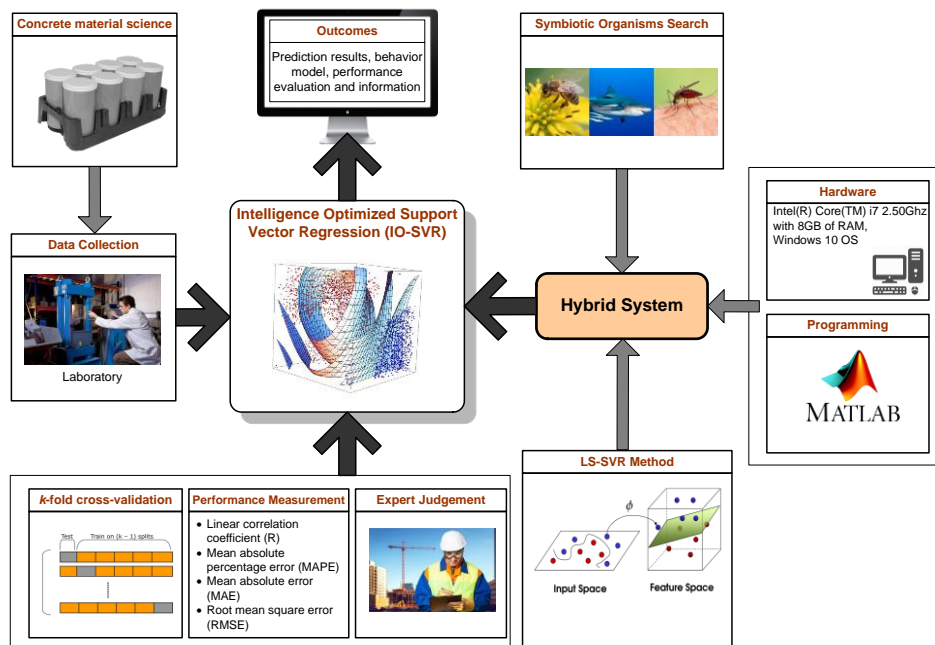 Concrete material science
Outcomes
Prediction results, behavior
model, performance
evaluation and information
Symbiotic Organisms Search
Hardware
Intel(R) Core(TM) i7 2.50Ghz
with 8GB of RAM,
Windows 10 OS
Data Collection
Laboratory
Intelligence Optimized Support
Vector Regression (IO-SVR)
Hybrid System
Programming
MATLAB
k-fold cross-validation
Test
Train on (k − 1) splits
Performance Measurement
• Linear correlation
coefficient (R)
• Mean absolute
percentage error (MAPE)
• Mean absolute error
(MAE)
• Root mean square error
(RMSE)
Expert Judgement
LS-SVR Method
ϕ
Input Space
Feature Space